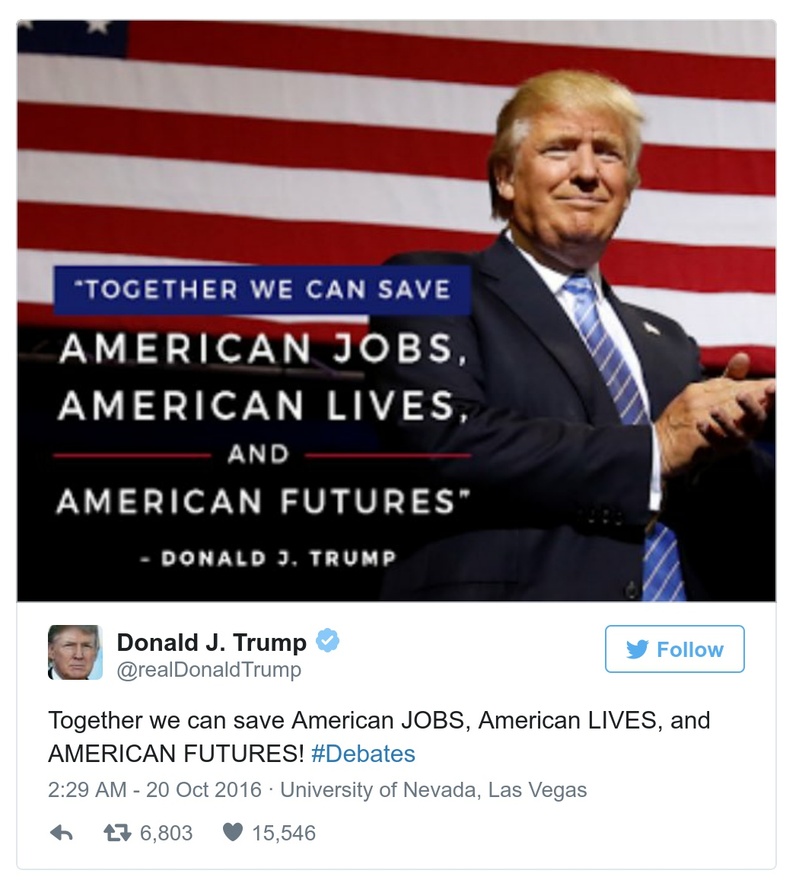 "TOGETHER WE CAN SAVE
AMERICAN JOBS,
AMERICAN LIVES,
AND
AMERICAN FUTURES"
- DONALD J. TRUMP
Donald J. Trump
@realDonaldTrump
Follow
Together we can save American JOBS, American LIVES, and
AMERICAN FUTURES! #Debates
2:29 AM - 20 Oct 2016 · University of Nevada, Las Vegas
6,803 15,546